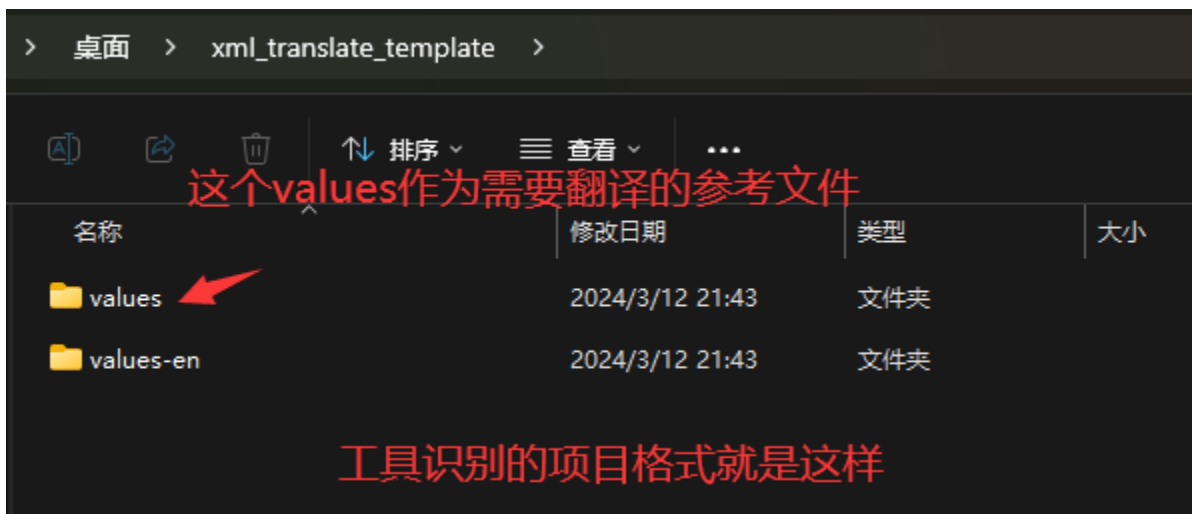 > 桌面 > xml_translate_template >
A 排序 查看 ...
这个values作为需要翻译的参考文件
名称 修改日期 类型 大小
values 2024/3/12 21:43 文件夹
values-en 2024/3/12 21:43 文件夹
工具识别的项目格式就是这样